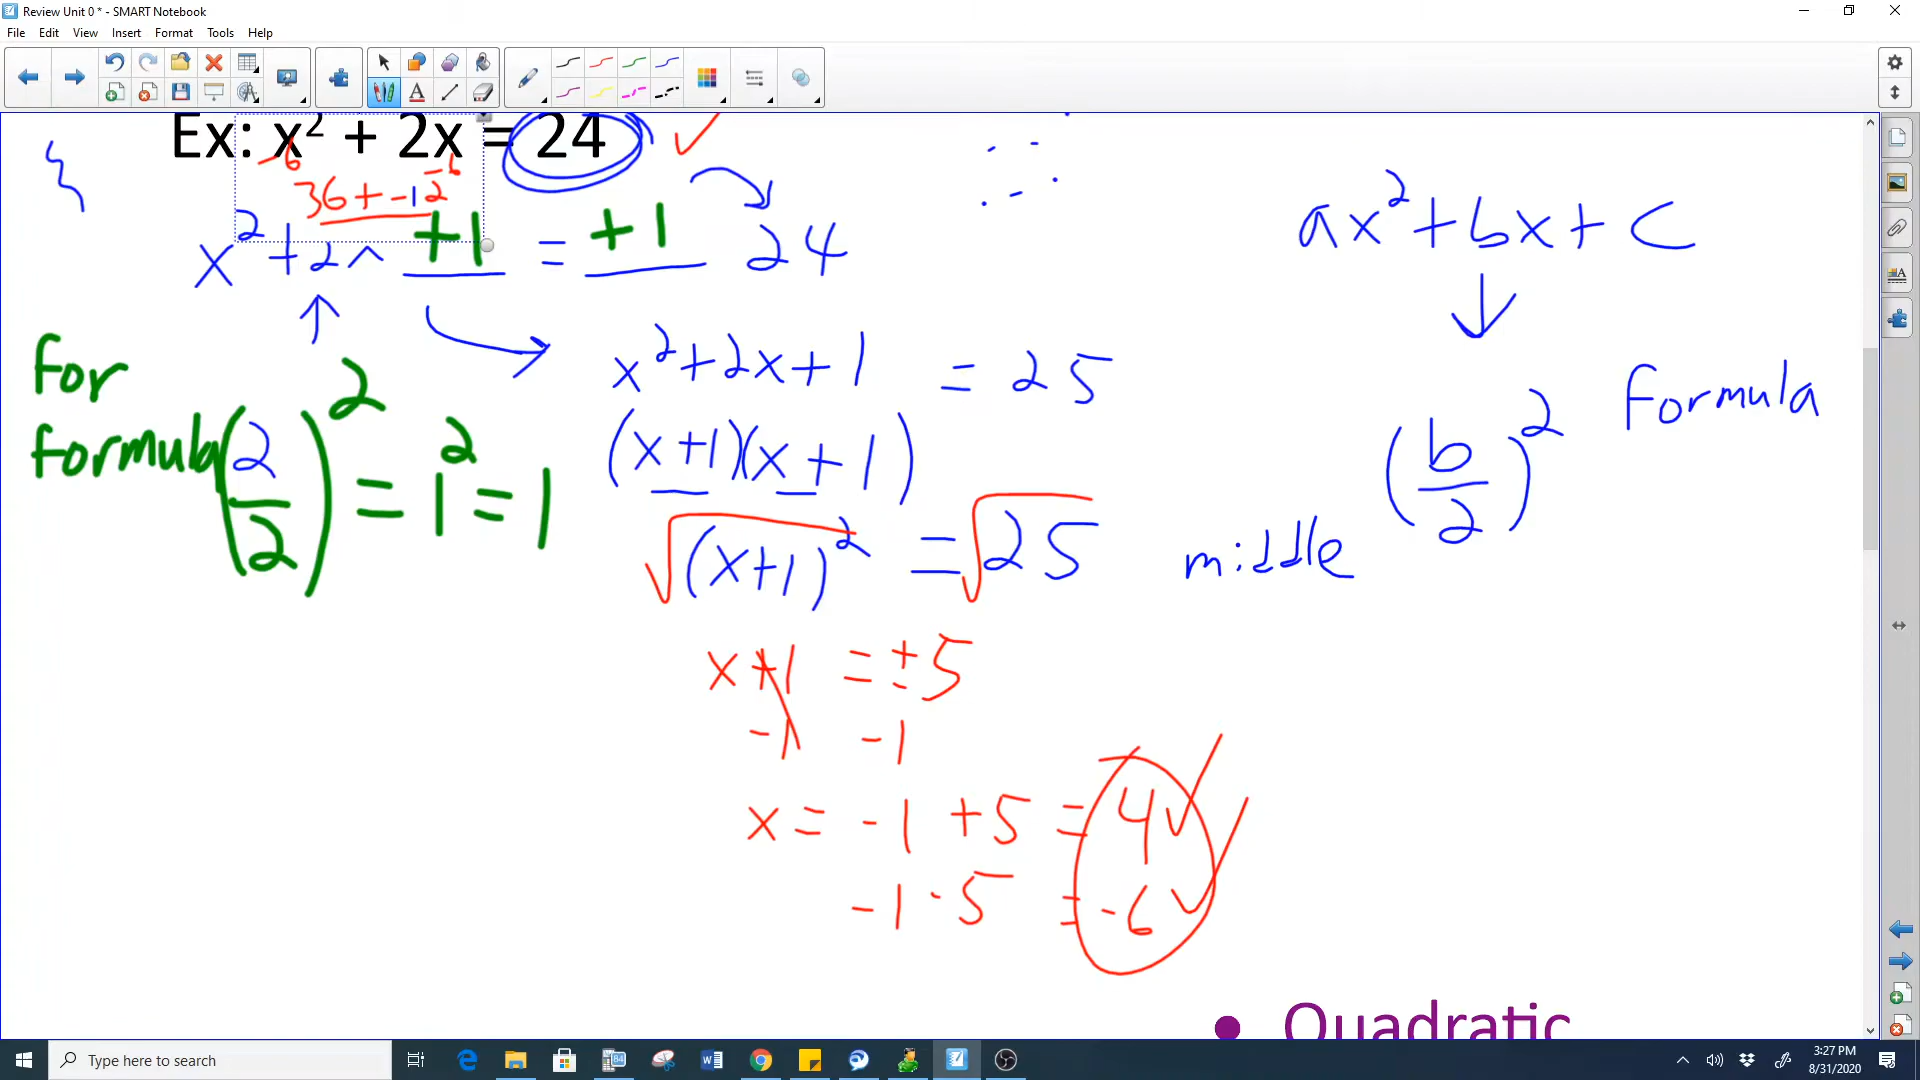 Review Unit 0 * - SMART Notebook
File Edit View Insert Format Tools Help
Ex: x² + 2x = 24
-6 -6
36 + -12
x² + 2x +1 = +1 24
ax² + bx + c
For
formula (2/2)² = 1² = 1
x² + 2x + 1 = 25
(x+1)(x+1)
(b/2)² Formula
√(x+1)² = √25
middle
x+1 = ±5
-1 -1
x = -1 + 5 = 4
-1 - 5 = -6
• Quadratic
Type here to search
84
3:27 PM
8/31/2020